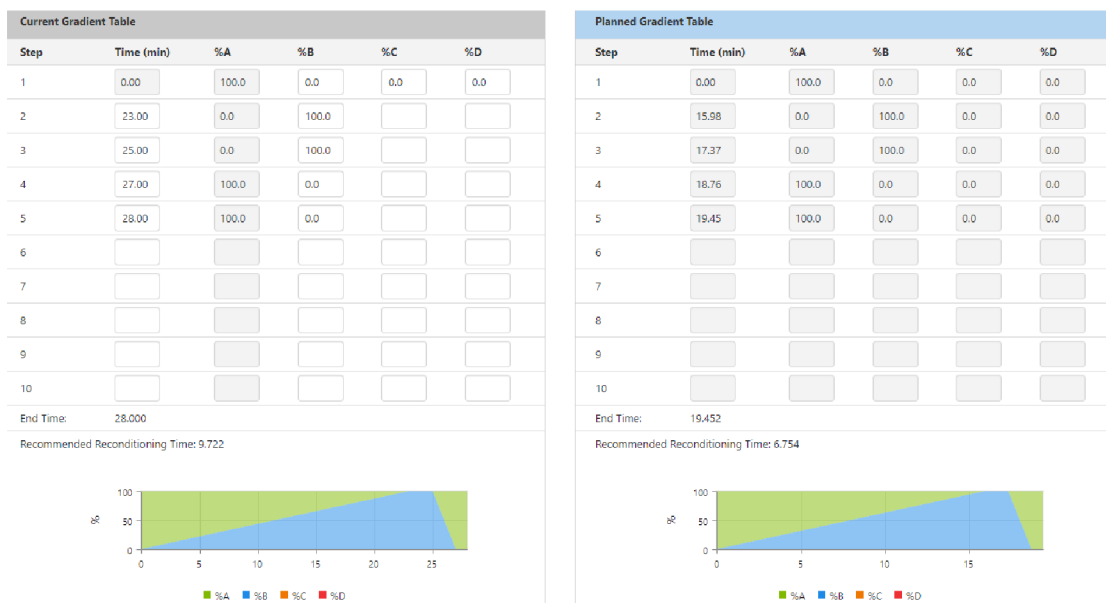 Current Gradient Table
Step Time (min) %A %B %C %D
1 0.00 100.0 0.0 0.0 0.0
2 23.00 0.0 100.0
3 25.00 0.0 100.0
4 27.00 100.0 0.0
5 28.00 100.0 0.0
6
7
8
9
10
End Time: 28.000
Recommended Reconditioning Time: 9.722
100
%
50
0
0 5 10 15 20 25
%A %B %C %D
Planned Gradient Table
Step Time (min) %A %B %C %D
1 0.00 100.0 0.0 0.0 0.0
2 15.98 0.0 100.0 0.0 0.0
3 17.37 0.0 100.0 0.0 0.0
4 18.76 100.0 0.0 0.0 0.0
5 19.45 100.0 0.0 0.0 0.0
6
7
8
9
10
End Time: 19.452
Recommended Reconditioning Time: 6.754
100
%
50
0
0 5 10 15
%A %B %C %D